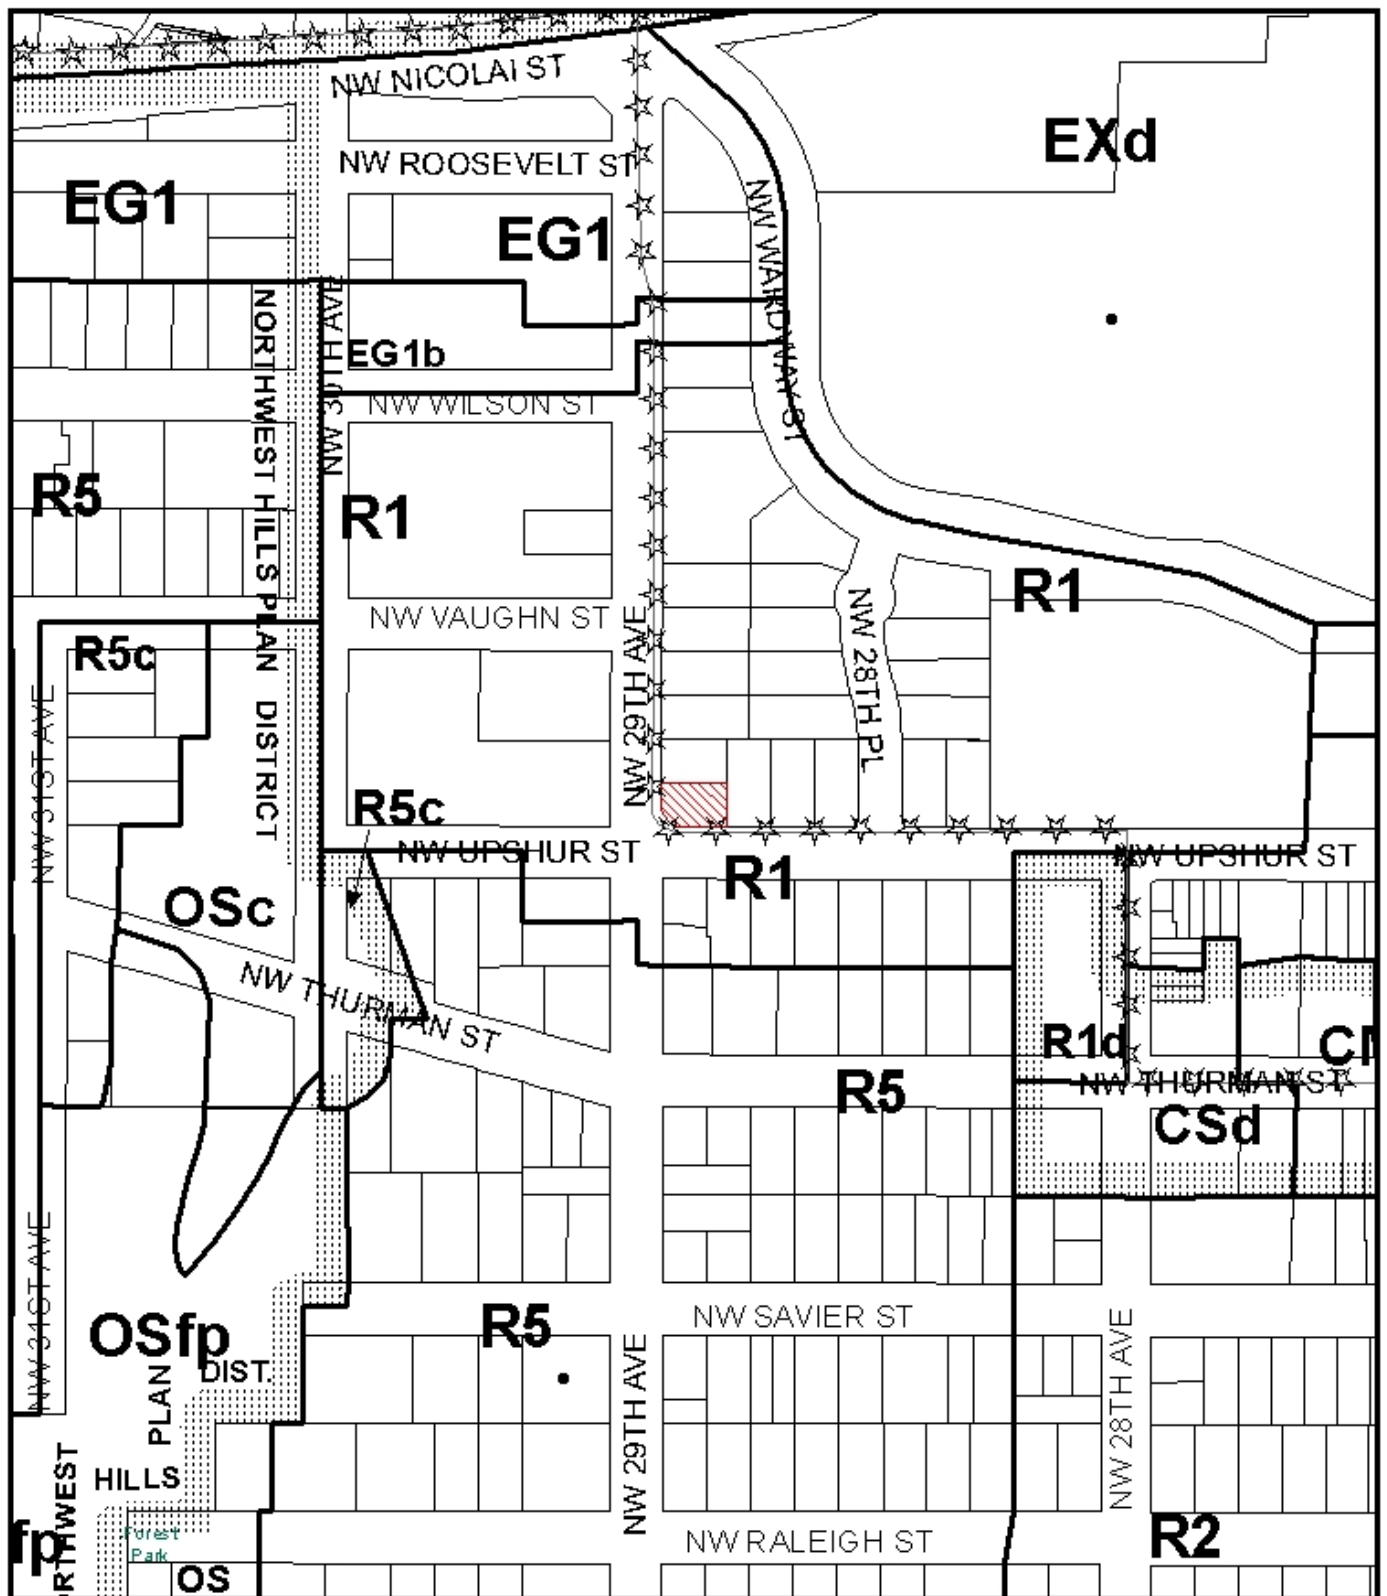 NW NICOLAI ST
EXd
NW ROOSEVELT ST
EG1
EG1
NW WARDWAY ST
NORTHWEST HILLS PLAN DISTRICT
NW 30TH AVE
EG1b
NW WILSON ST
R5
R1
R1
NW VAUGHN ST
NW 29TH AVE
NW 28TH PL
R5c
NW 31ST AVE
R5c
NW UPSHUR ST
NW UPSHUR ST
R1
OSc
NW THURMAN ST
R1d
R5
NW THURMAN ST
CSd
NW 31ST AVE
OSfp
R5
NW SAVIER ST
PLAN
DIST.
NW 29TH AVE
NW 28TH AVE
HILLS
fp
Forest
Park
NW RALEIGH ST
R2
OS